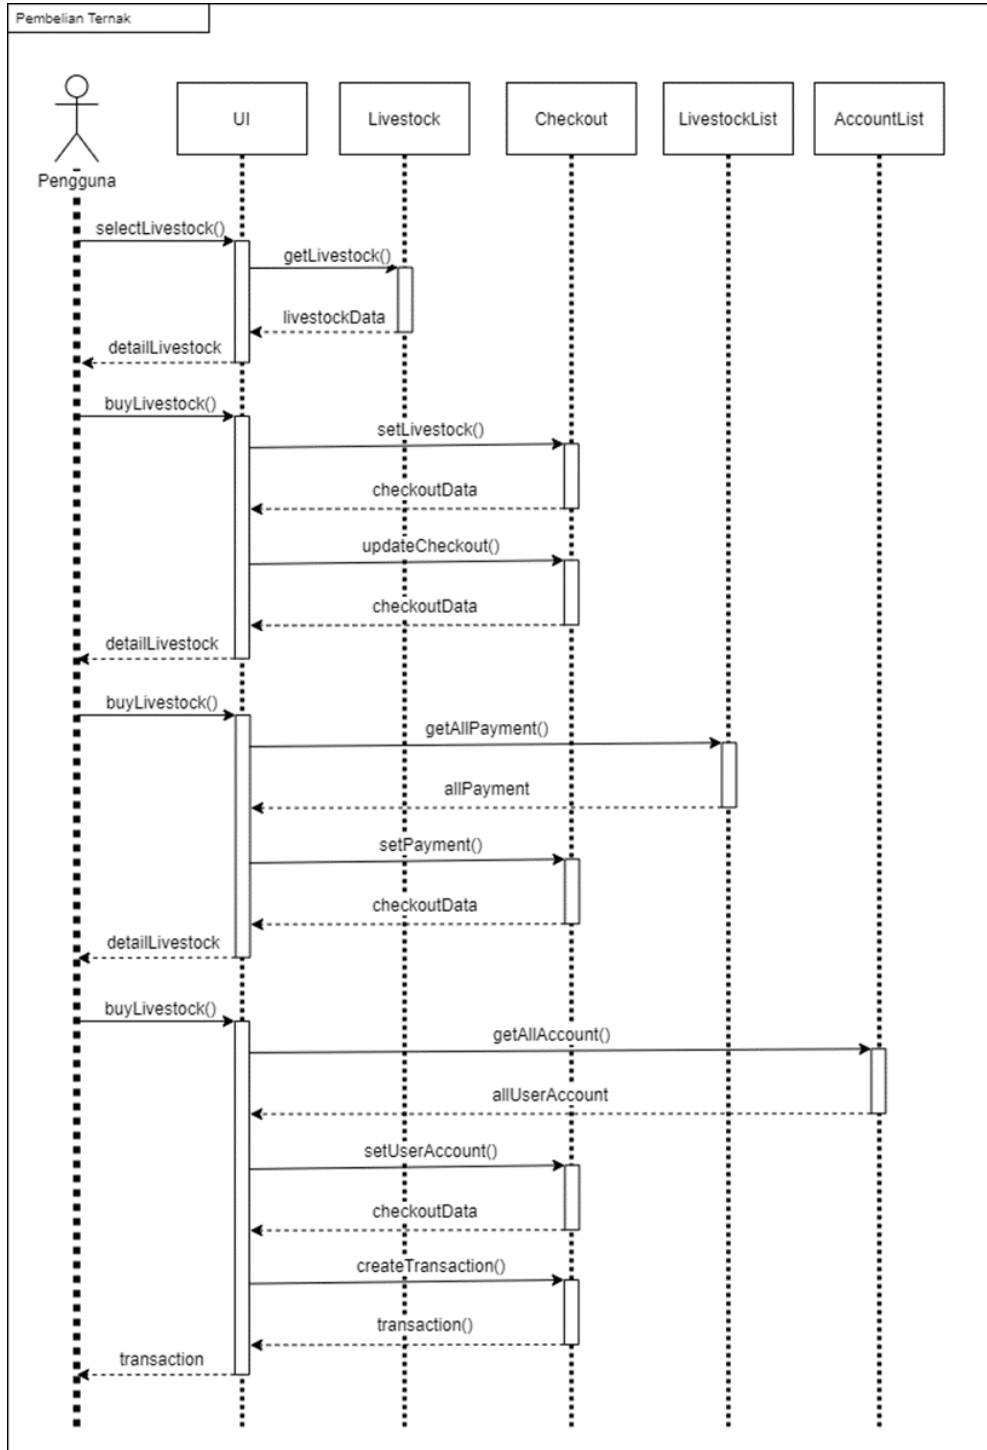 Pembelian Ternak
UI
Livestock
Checkout
LivestockList
AccountList
Pengguna
selectLivestock()
getLivestock()
livestockData
detailLivestock
buyLivestock()
setLivestock()
checkoutData
updateCheckout()
checkoutData
detailLivestock
buyLivestock()
getAllPayment()
allPayment
setPayment()
checkoutData
detailLivestock
buyLivestock()
getAllAccount()
allUserAccount
setUserAccount()
checkoutData
createTransaction()
transaction()
transaction